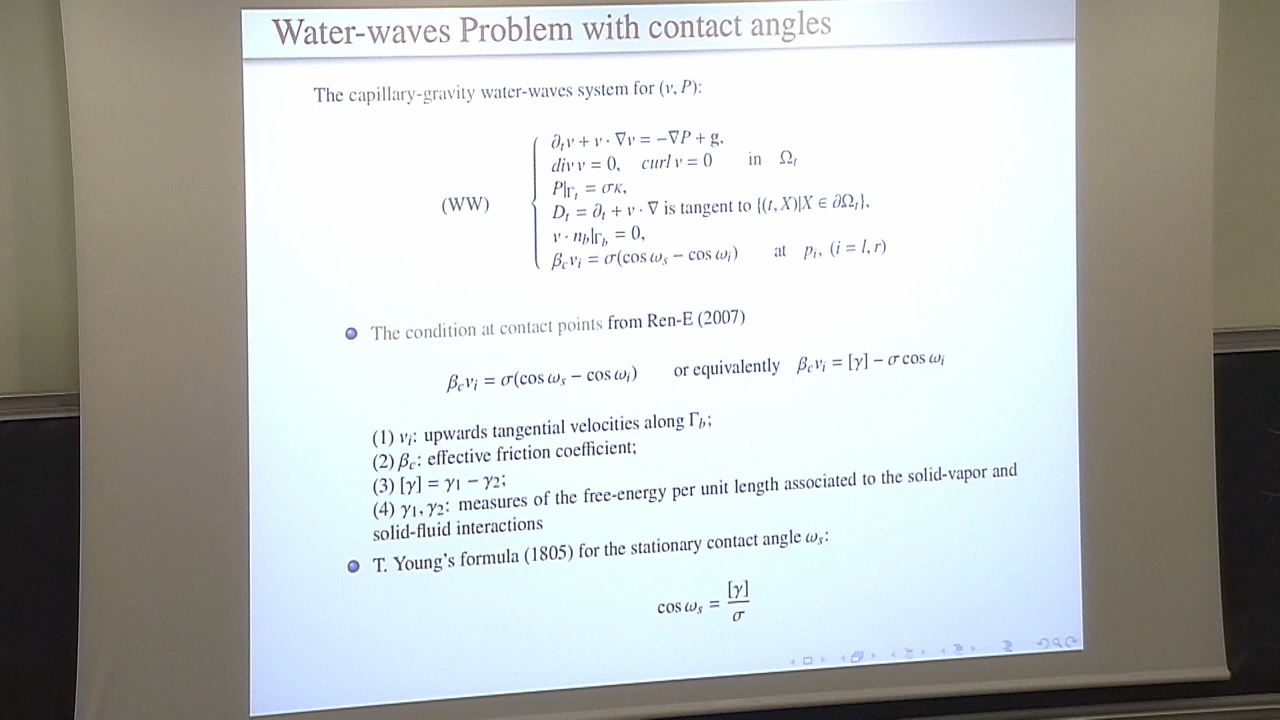 Water-waves Problem with contact angles
The capillary-gravity water-waves system for (v, P):
∂ₜv + v · ∇v = −∇P + g,
div v = 0, curl v = 0 in Ωₜ
P|Γₜ = σκ,
(WW)
Dₜ = ∂ₜ + v · ∇ is tangent to {(t, X)|X ∈ ∂Ωₜ},
v · n_b|Γ_b = 0,
β_c v_i = σ(cos ω_s − cos ω_i) at p_i, (i = l, r)
The condition at contact points from Ren-E (2007)
β_c v_i = σ(cos ω_s − cos ω_i) or equivalently β_c v_i = [γ] − σ cos ω_i
(1) v_i: upwards tangential velocities along Γ_b;
(2) β_c: effective friction coefficient;
(3) [γ] = γ₁ − γ₂;
(4) γ₁, γ₂: measures of the free-energy per unit length associated to the solid-vapor and
solid-fluid interactions
T. Young's formula (1805) for the stationary contact angle ω_s:
cos ω_s = [γ]/σ